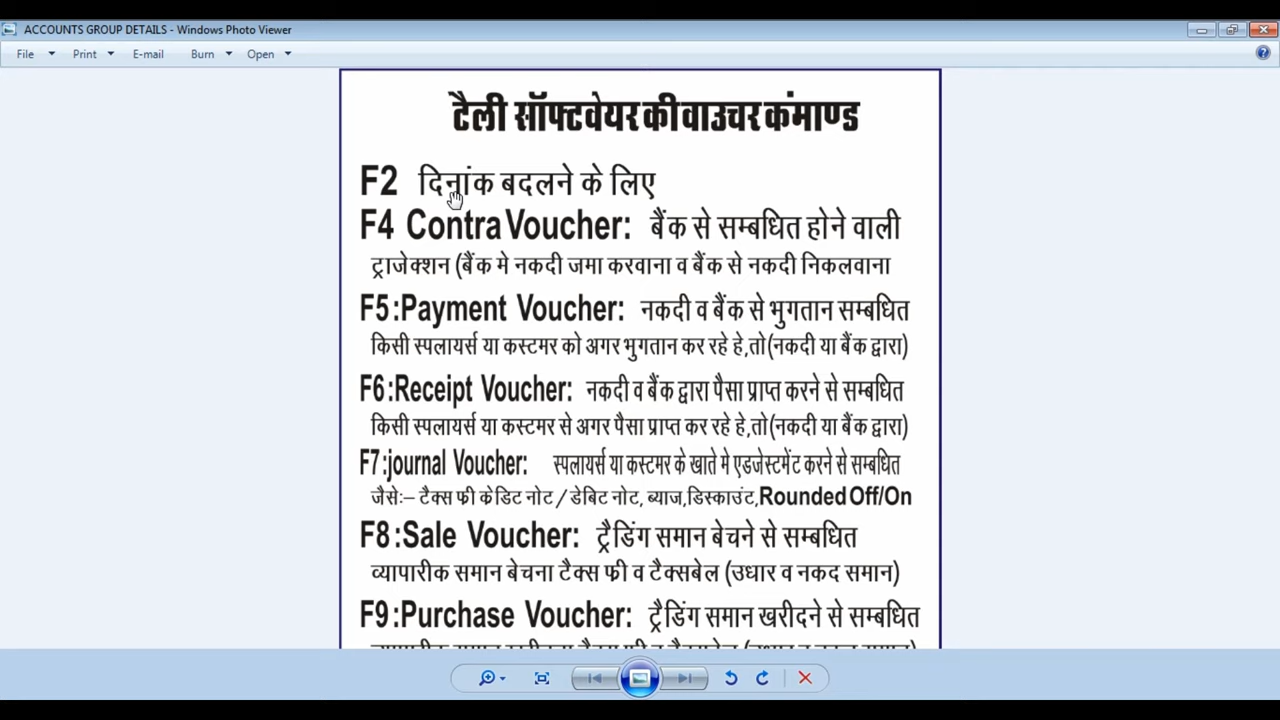 ACCOUNTS GROUP DETAILS - Windows Photo Viewer
File Print E-mail Burn Open
टैली सॉफ्टवेयर की वाउचर कंमाण्ड
F2 दिनांक बदलने के लिए
F4 Contra Voucher: बैंक से सम्बधित होने वाली
ट्राजेक्शन (बैंक मे नकदी जमा करवाना व बैंक से नकदी निकलवाना
F5:Payment Voucher: नकदी व बैंक से भुगतान सम्बधित
किसी स्पलायर्स या कस्टमर को अगर भुगतान कर रहे हे,तो(नकदी या बैंक द्वारा)
F6:Receipt Voucher: नकदी व बैंक द्वारा पैसा प्राप्त करने से सम्बधित
किसी स्पलायर्स या कस्टमर से अगर पैसा प्राप्त कर रहे हे,तो(नकदी या बैंक द्वारा)
F7:journal Voucher: स्पलायर्स या कस्टमर के खाते मे एडजेस्टमेंट करने से सम्बधित
जैसेः– टैक्स फी केडिट नोट / डेबिट नोट, ब्याज,डिस्काउंट,Rounded Off/On
F8:Sale Voucher: ट्रैडिंग समान बेचने से सम्बधित
व्यापारीक समान बेचना टैक्स फी व टैक्सबेल (उधार व नकद समान)
F9:Purchase Voucher: ट्रैडिंग समान खरीदने से सम्बधित